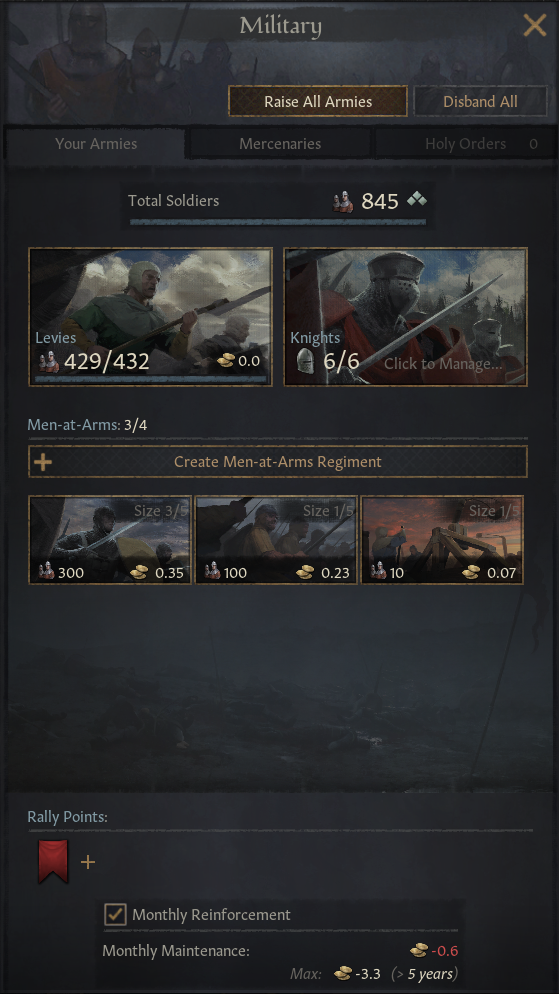 Military
Raise All Armies
Disband All
Your Armies
Mercenaries
Holy Orders 0
Total Soldiers 845
Levies
429/432 0.0
Knights
6/6 Click to Manage...
Men-at-Arms: 3/4
+ Create Men-at-Arms Regiment
Size 3/5
300 0.35
Size 1/5
100 0.23
Size 1/5
10 0.07
Rally Points:
+
Monthly Reinforcement
Monthly Maintenance: -0.6
Max: -3.3 (> 5 years)